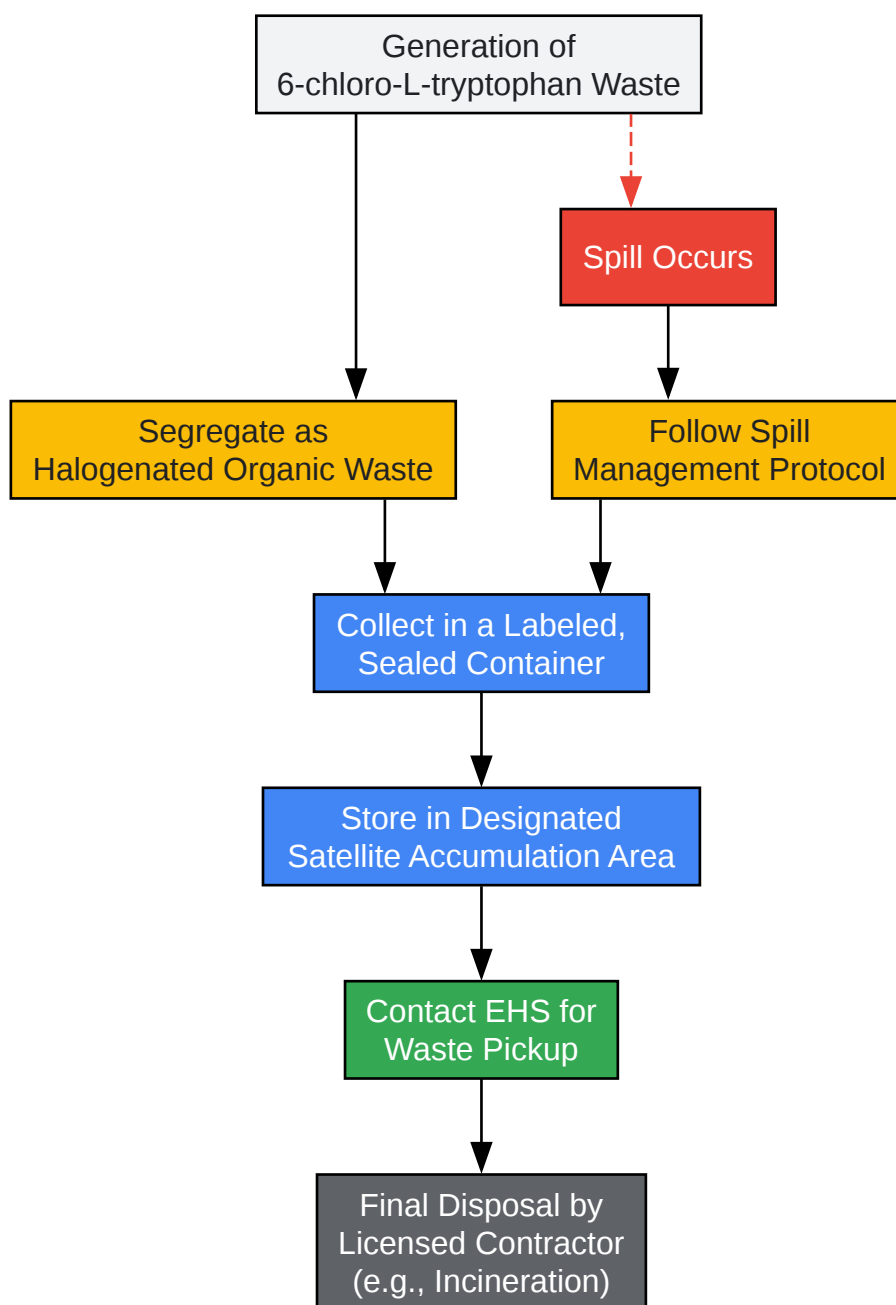 Generation of
6-chloro-L-tryptophan Waste
Spill Occurs
Segregate as
Halogenated Organic Waste
Follow Spill
Management Protocol
Collect in a Labeled,
Sealed Container
Store in Designated
Satellite Accumulation Area
Contact EHS for
Waste Pickup
Final Disposal by
Licensed Contractor
(e.g., Incineration)